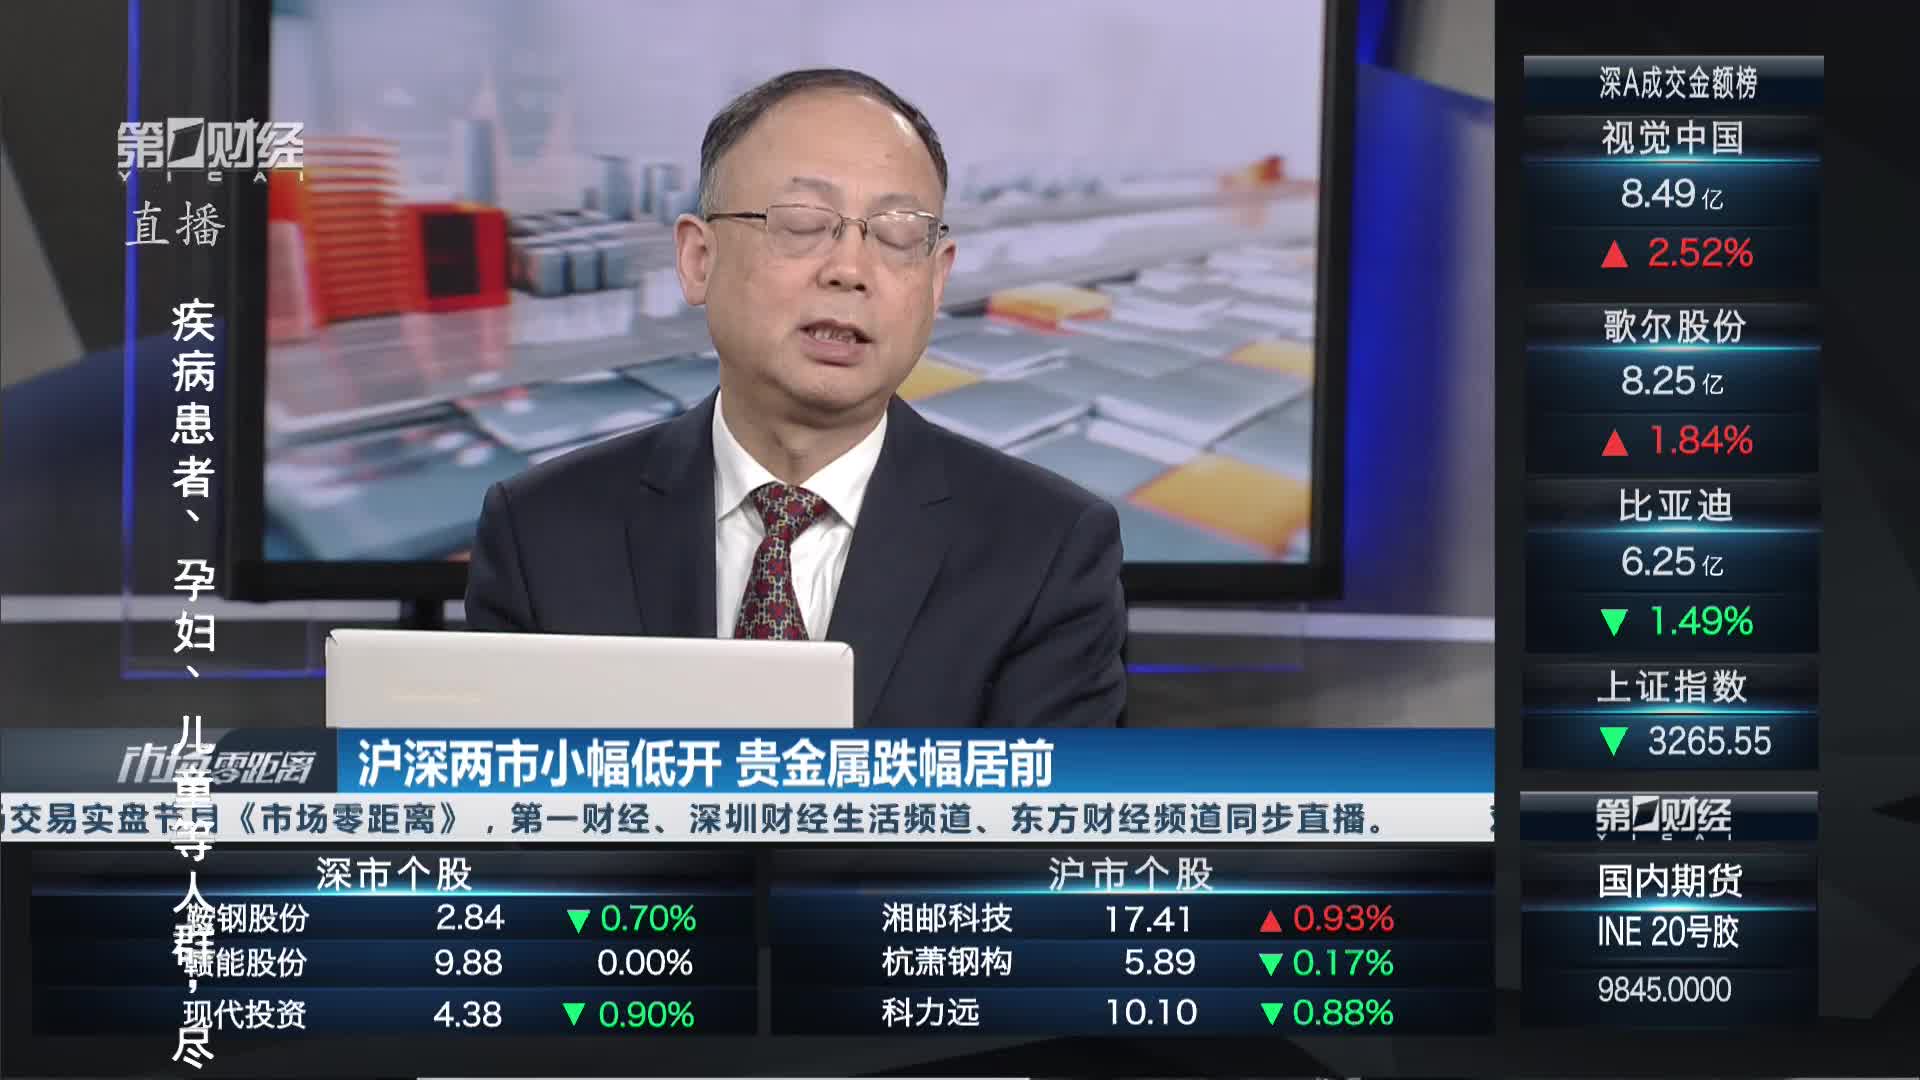 第一财经
YICAI
直播
疾病患者、孕妇、儿童等人群，尽
市场零距离
沪深两市小幅低开 贵金属跌幅居前
交易实盘节目《市场零距离》，第一财经、深圳财经生活频道、东方财经频道同步直播。
深市个股
鞍钢股份 2.84 ▼ 0.70%
赣能股份 9.88 0.00%
现代投资 4.38 ▼ 0.90%
沪市个股
湘邮科技 17.41 ▲ 0.93%
杭萧钢构 5.89 ▼ 0.17%
科力远 10.10 ▼ 0.88%
深A成交金额榜
视觉中国
8.49亿
▲ 2.52%
歌尔股份
8.25亿
▲ 1.84%
比亚迪
6.25亿
▼ 1.49%
上证指数
▼ 3265.55
第一财经
YICAI
国内期货
INE 20号胶
9845.0000